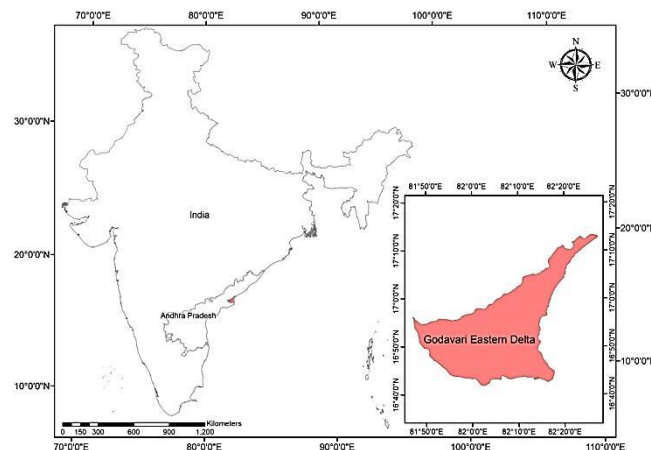 70°0'0"E 80°0'0"E 90°0'0"E 100°0'0"E 110°0'0"E
N
W E
S
30°0'0"N 30°0'0"N
81°50'0"E 82°0'0"E 82°10'0"E 82°20'0"E
17°20'0"N 17°20'0"N
India
20°0'0"N 20°0'0"N
17°10'0"N 17°10'0"N
17°0'0"N 17°0'0"N
Andhra Pradesh
Godavari Eastern Delta
16°50'0"N 16°50'0"N
10°0'0"N 10°0'0"N
16°40'0"N 16°40'0"N
81°50'0"E 82°0'0"E 82°10'0"E 82°20'0"E
Kilometers
0 150 300 600 900 1,200
70°0'0"E 80°0'0"E 90°0'0"E 100°0'0"E 110°0'0"E